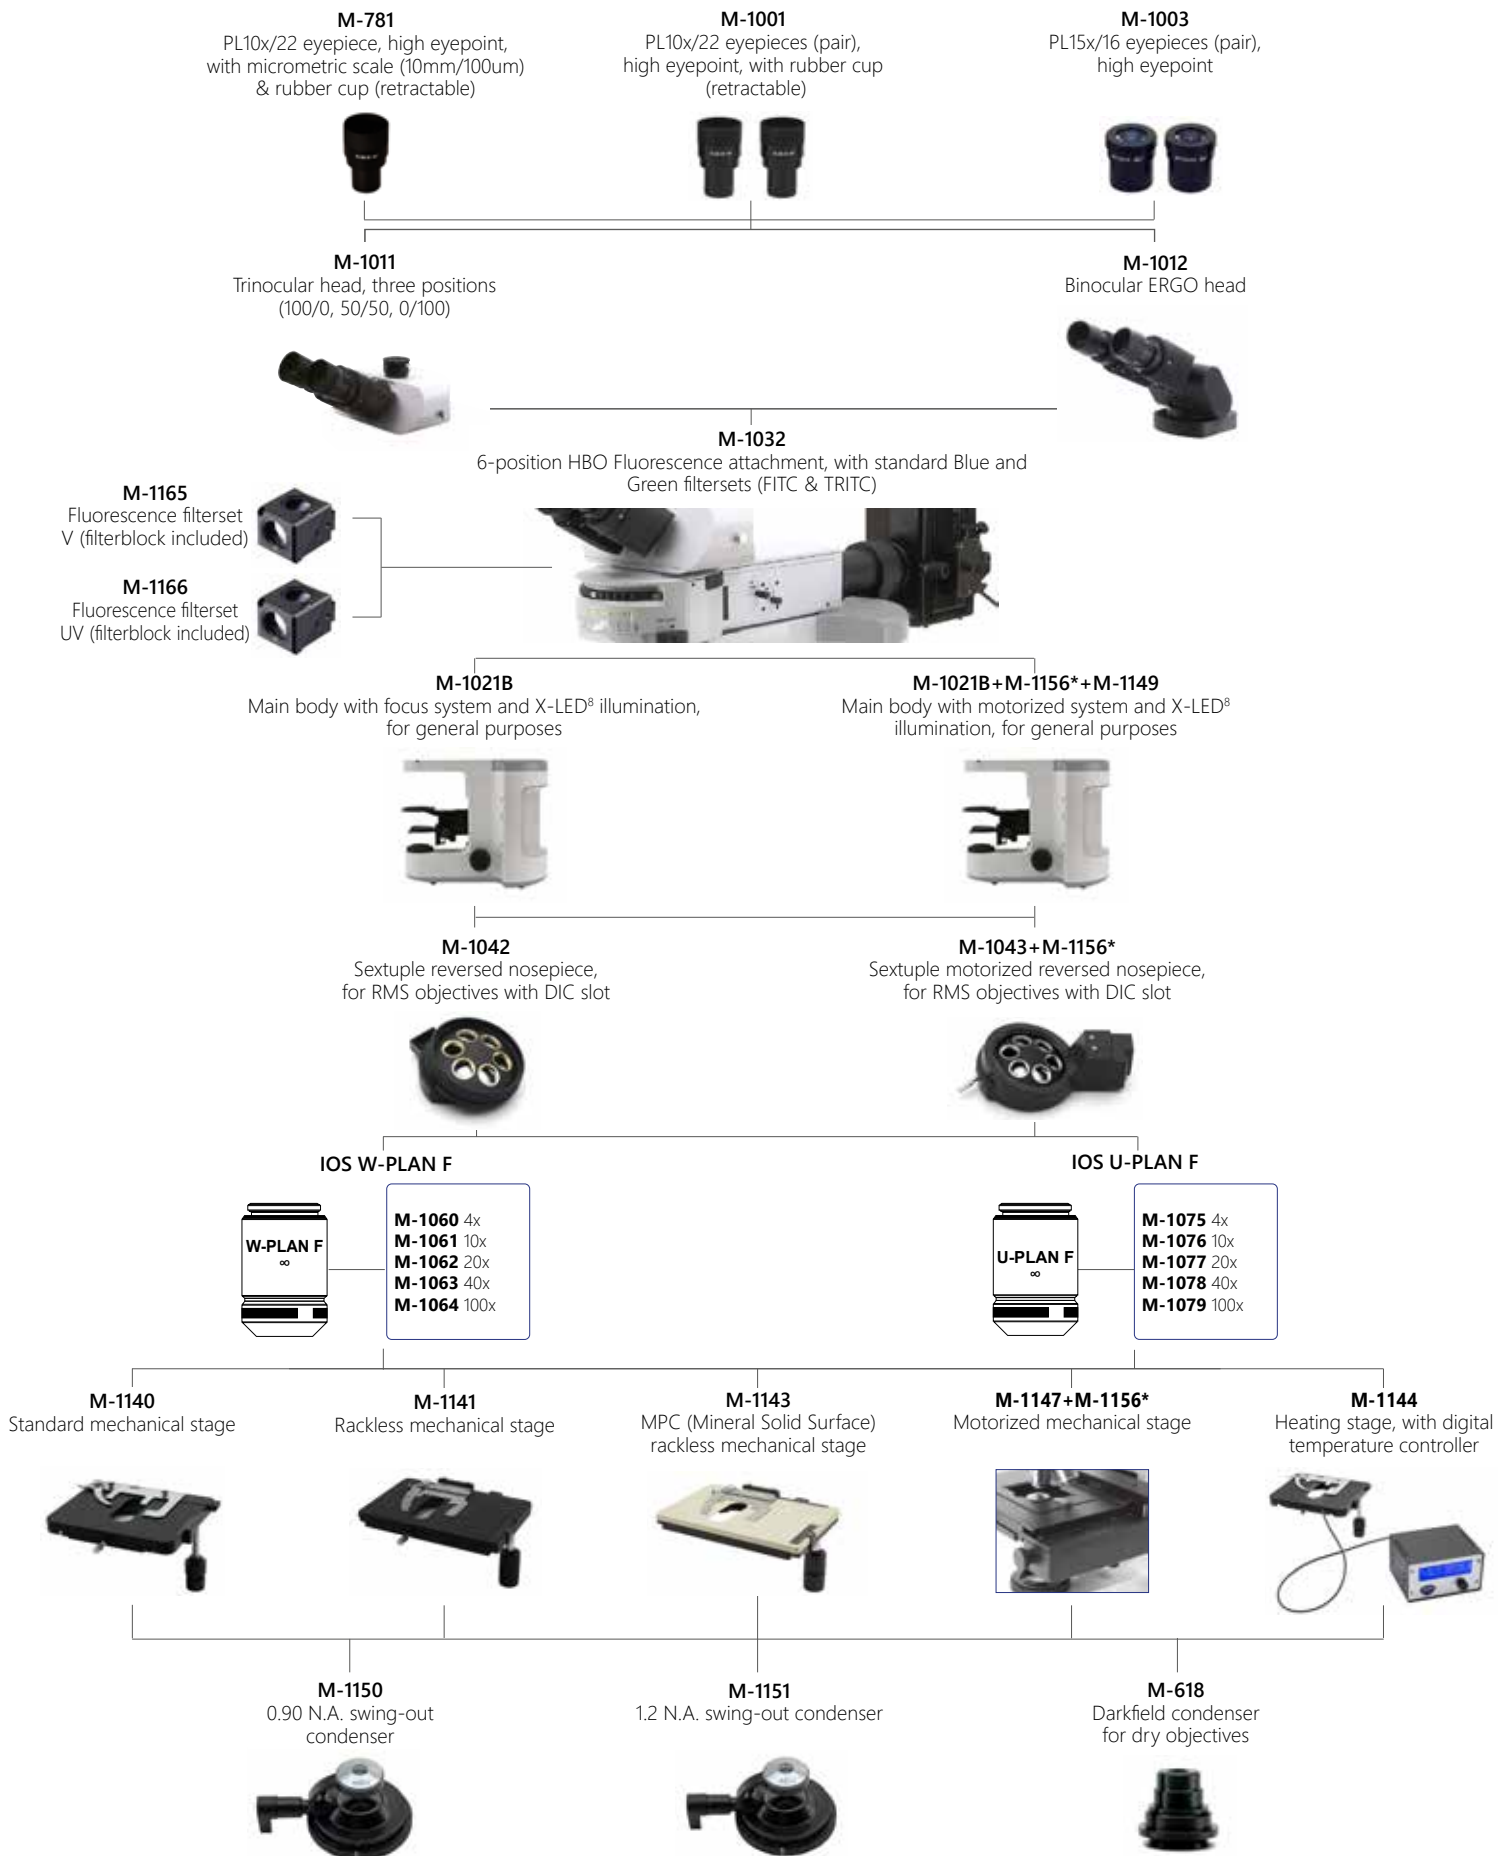 M-781
PL10x/22 eyepiece, high eyepoint,
with micrometric scale (10mm/100um)
& rubber cup (retractable)
M-1001
PL10x/22 eyepieces (pair),
high eyepoint, with rubber cup
(retractable)
M-1003
PL15x/16 eyepieces (pair),
high eyepoint
M-1011
Trinocular head, three positions
(100/0, 50/50, 0/100)
M-1012
Binocular ERGO head
M-1032
6-position HBO Fluorescence attachment, with standard Blue and
Green filtersets (FITC & TRITC)
M-1165
Fluorescence filterset
V (filterblock included)
M-1166
Fluorescence filterset
UV (filterblock included)
M-1021B
Main body with focus system and X-LED⁸ illumination,
for general purposes
M-1021B+M-1156*+M-1149
Main body with motorized system and X-LED⁸
illumination, for general purposes
M-1042
Sextuple reversed nosepiece,
for RMS objectives with DIC slot
M-1043+M-1156*
Sextuple motorized reversed nosepiece,
for RMS objectives with DIC slot
IOS W-PLAN F
W-PLAN F
∞
M-1060 4x
M-1061 10x
M-1062 20x
M-1063 40x
M-1064 100x
IOS U-PLAN F
U-PLAN F
∞
M-1075 4x
M-1076 10x
M-1077 20x
M-1078 40x
M-1079 100x
M-1140
Standard mechanical stage
M-1141
Rackless mechanical stage
M-1143
MPC (Mineral Solid Surface)
rackless mechanical stage
M-1147+M-1156*
Motorized mechanical stage
M-1144
Heating stage, with digital
temperature controller
M-1150
0.90 N.A. swing-out
condenser
M-1151
1.2 N.A. swing-out condenser
M-618
Darkfield condenser
for dry objectives